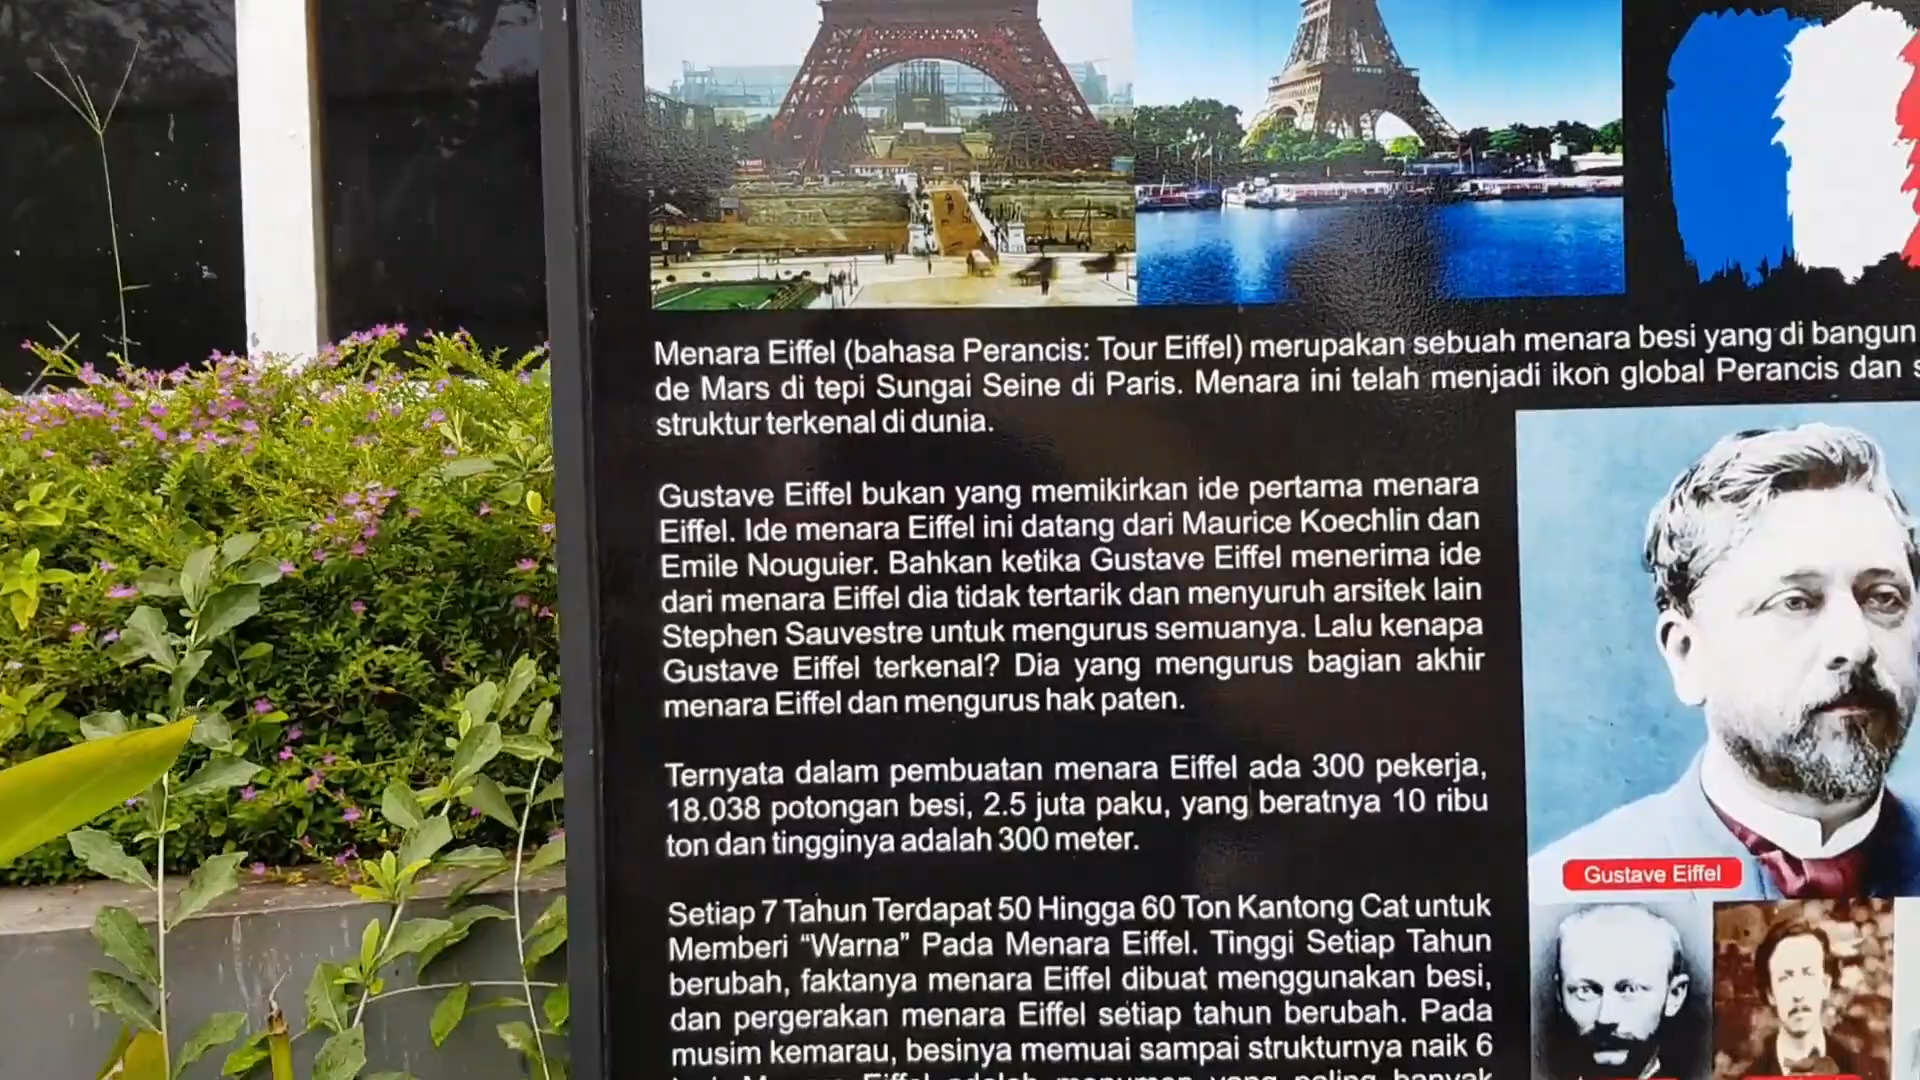 Menara Eiffel (bahasa Perancis: Tour Eiffel) merupakan sebuah menara besi yang di bangun
de Mars di tepi Sungai Seine di Paris. Menara ini telah menjadi ikon global Perancis dan
struktur terkenal di dunia.
Gustave Eiffel bukan yang memikirkan ide pertama menara
Eiffel. Ide menara Eiffel ini datang dari Maurice Koechlin dan
Emile Nouguier. Bahkan ketika Gustave Eiffel menerima ide
dari menara Eiffel dia tidak tertarik dan menyuruh arsitek lain
Stephen Sauvestre untuk mengurus semuanya. Lalu kenapa
Gustave Eiffel terkenal? Dia yang mengurus bagian akhir
menara Eiffel dan mengurus hak paten.
Ternyata dalam pembuatan menara Eiffel ada 300 pekerja,
18.038 potongan besi, 2.5 juta paku, yang beratnya 10 ribu
ton dan tingginya adalah 300 meter.
Gustave Eiffel
Setiap 7 Tahun Terdapat 50 Hingga 60 Ton Kantong Cat untuk
Memberi “Warna” Pada Menara Eiffel. Tinggi Setiap Tahun
berubah, faktanya menara Eiffel dibuat menggunakan besi,
dan pergerakan menara Eiffel setiap tahun berubah. Pada
musim kemarau, besinya memuai sampai strukturnya naik 6